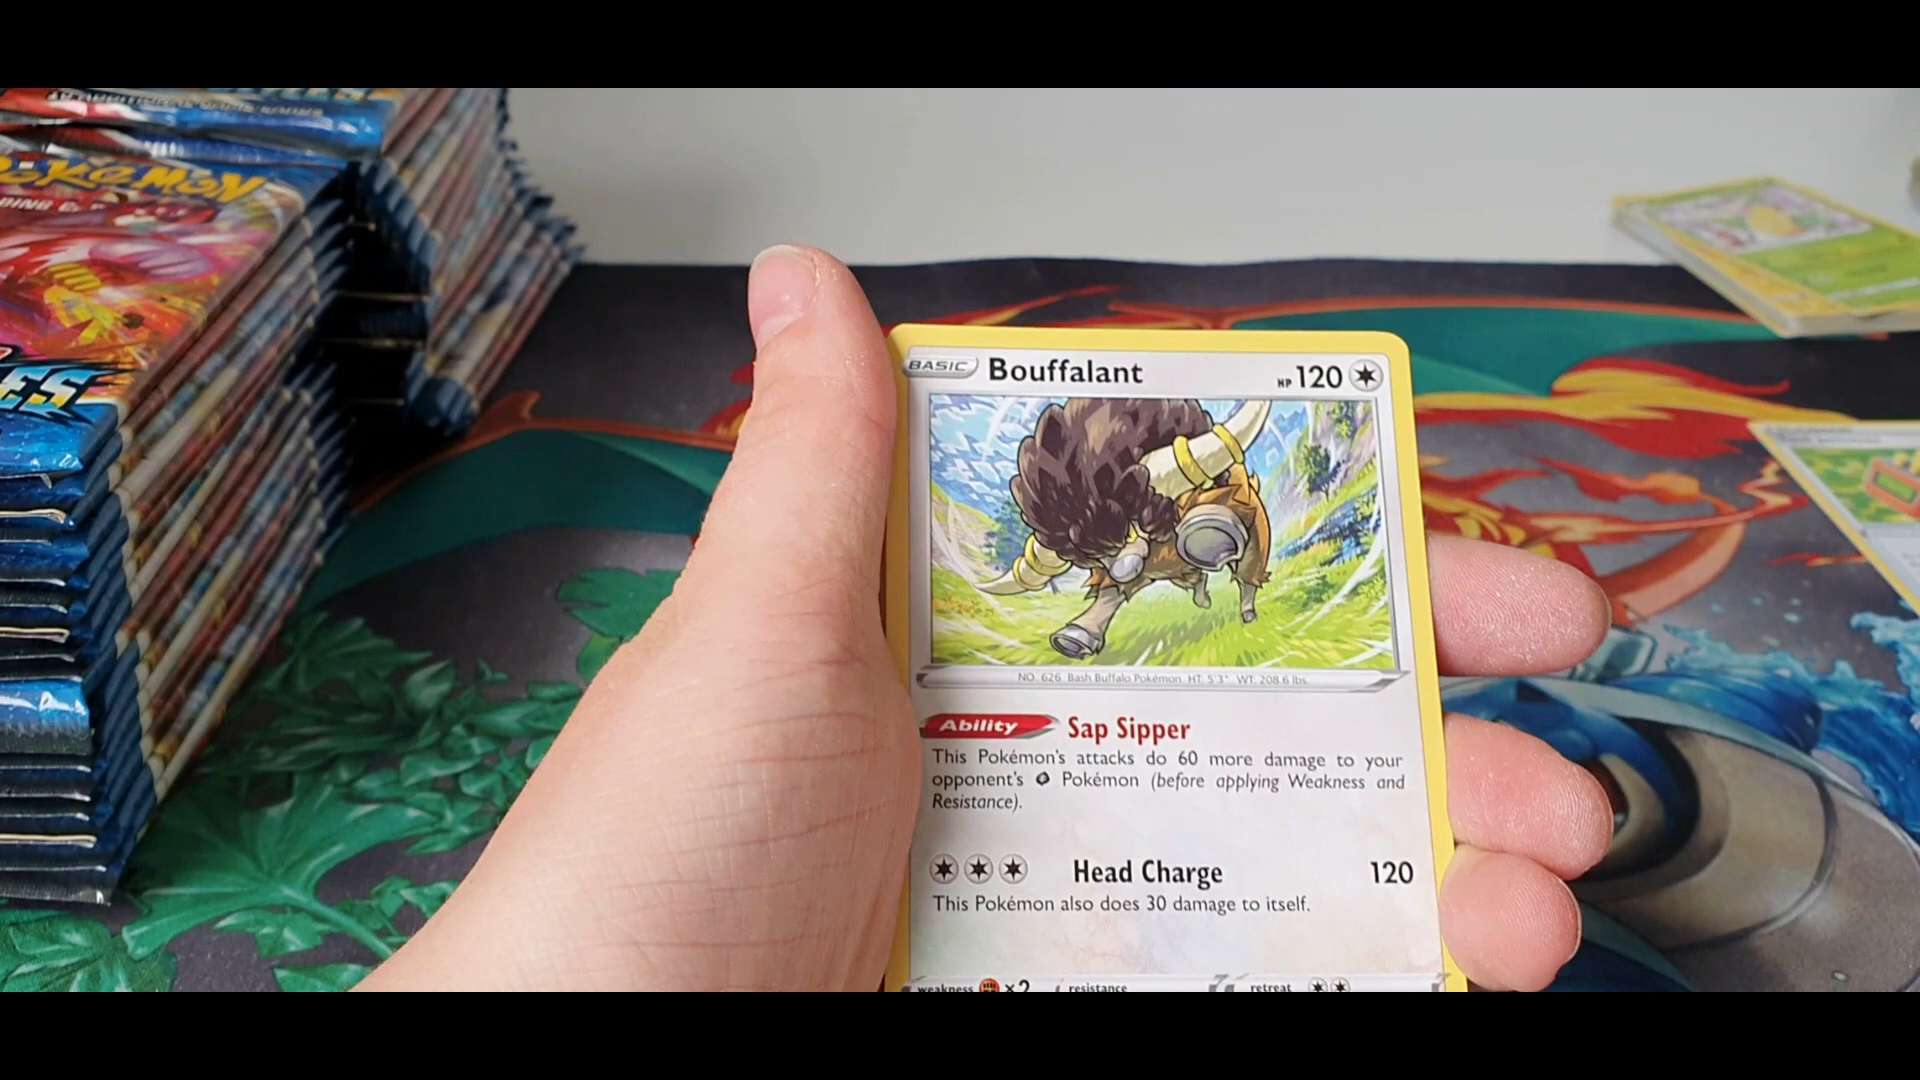 Pokémon
ES
BASIC Bouffalant HP 120
NO. 626 Bash Buffalo Pokémon HT: 5'3" WT: 208.6 lbs.
Ability Sap Sipper
This Pokémon's attacks do 60 more damage to your
opponent's Pokémon (before applying Weakness and
Resistance).
Head Charge 120
This Pokémon also does 30 damage to itself.
weakness ×2 resistance retreat